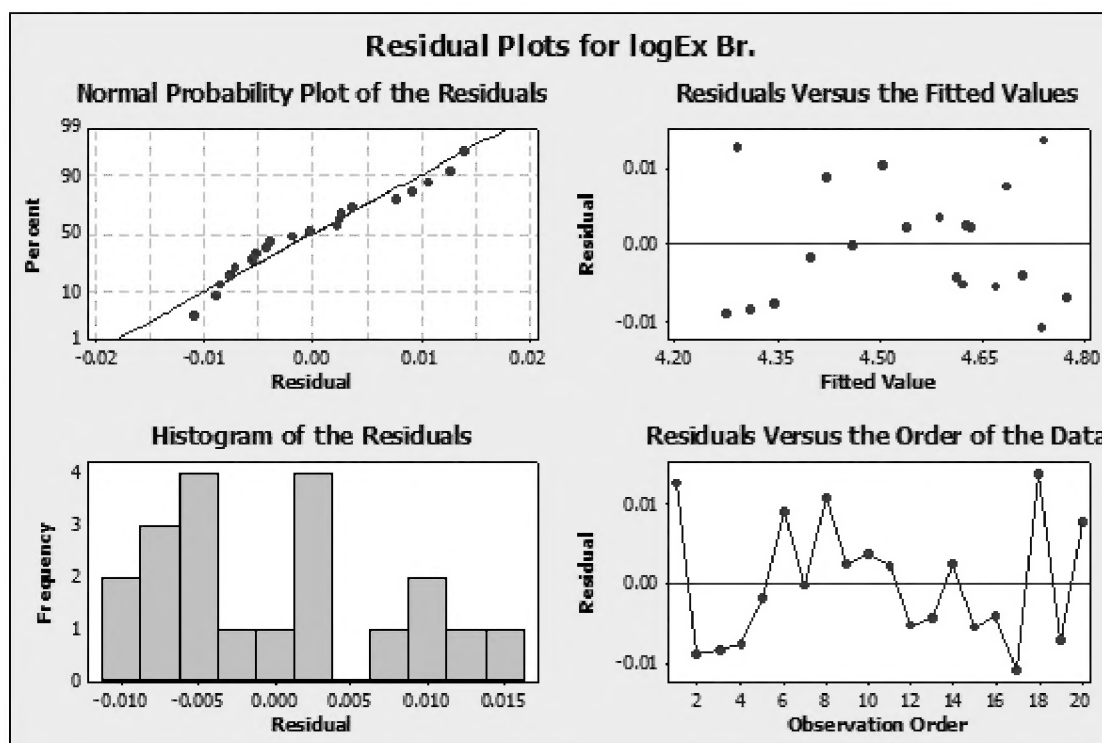 Residual Plots for logEx Br.
Normal Probability Plot of the Residuals
99
90
50
10
1
Percent
-0.02 -0.01 0.00 0.01 0.02
Residual
Residuals Versus the Fitted Values
0.01
0.00
-0.01
Residual
4.20 4.35 4.50 4.65 4.80
Fitted Value
Histogram of the Residuals
4
3
2
1
0
Frequency
-0.010 -0.005 0.000 0.005 0.010 0.015
Residual
Residuals Versus the Order of the Data
0.01
0.00
-0.01
Residual
2 4 6 8 10 12 14 16 18 20
Observation Order